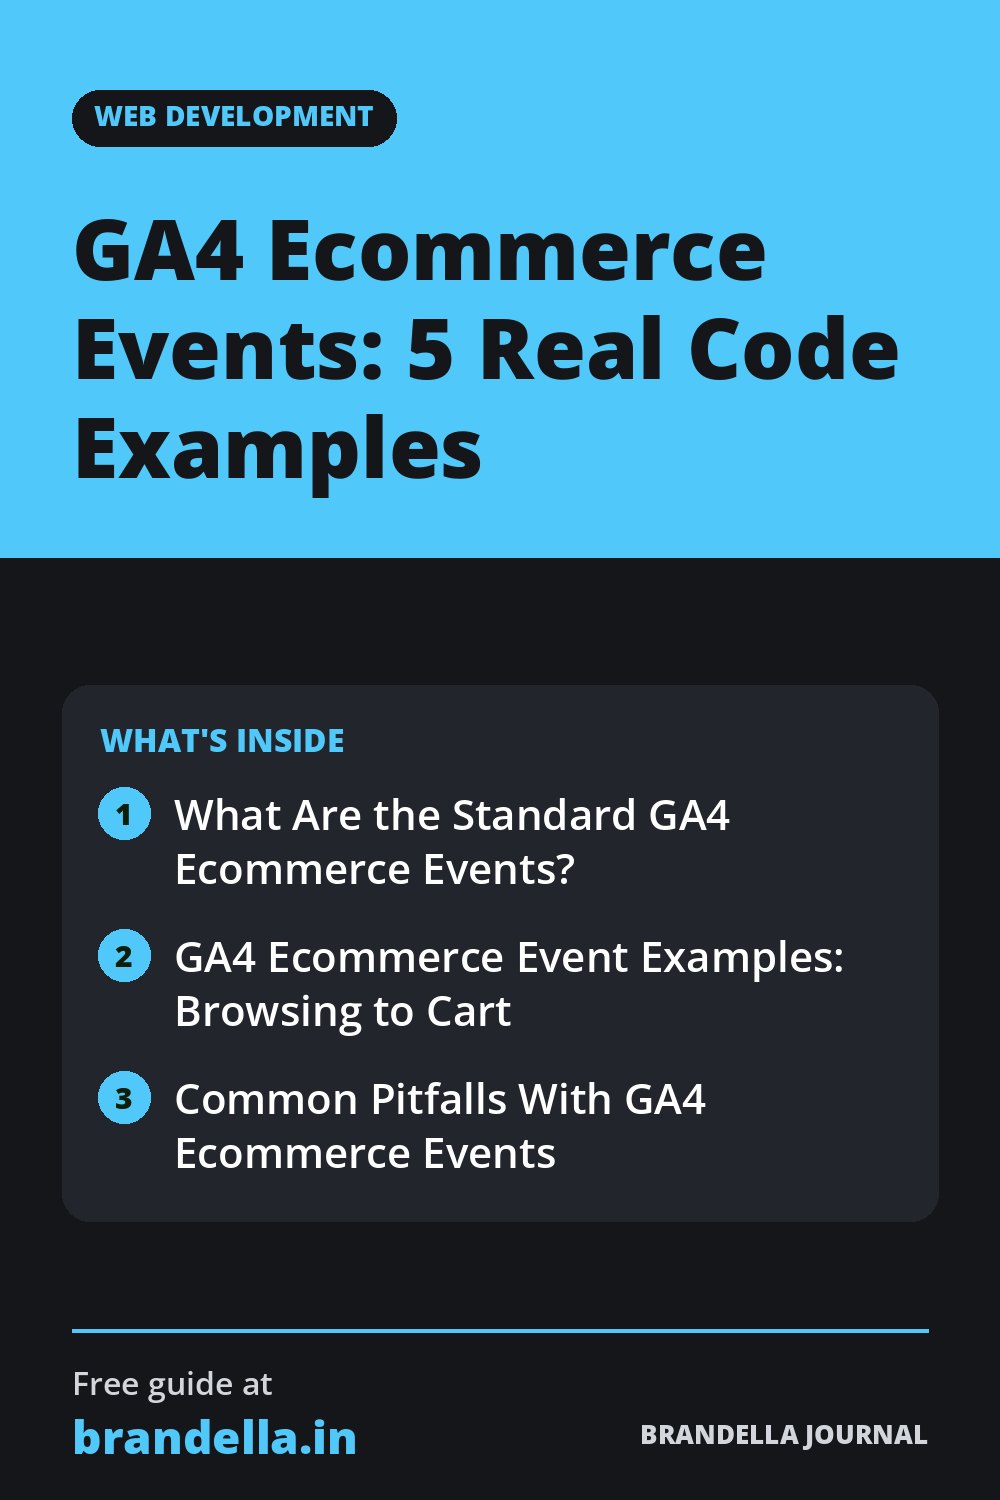 WEB DEVELOPMENT
GA4 Ecommerce
Events: 5 Real Code
Examples
WHAT'S INSIDE
1 What Are the Standard GA4
Ecommerce Events?
2 GA4 Ecommerce Event Examples:
Browsing to Cart
3 Common Pitfalls With GA4
Ecommerce Events
Free guide at
brandella.in
BRANDELLA JOURNAL